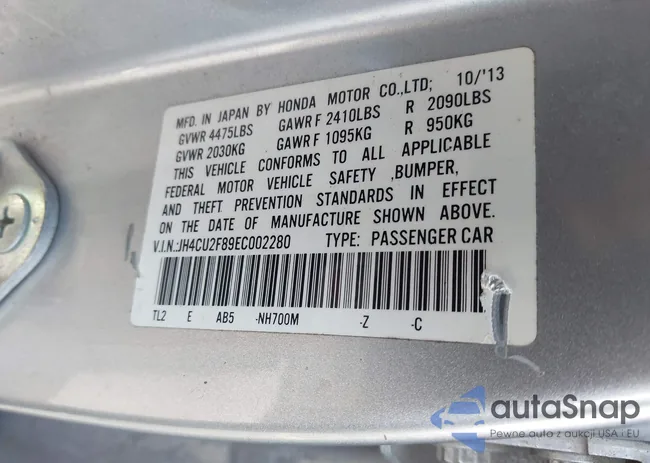 MFD. IN JAPAN BY HONDA MOTOR CO.,LTD; 10/'13
GVWR 4475LBS GAWR F 2410LBS R 2090LBS
GVWR 2030KG GAWR F 1095KG R 950KG
THIS VEHICLE CONFORMS TO ALL APPLICABLE
FEDERAL MOTOR VEHICLE SAFETY ,BUMPER,
AND THEFT PREVENTION STANDARDS IN EFFECT
ON THE DATE OF MANUFACTURE SHOWN ABOVE.
V.I.N.:JH4CU2F89EC002280 TYPE: PASSENGER CAR
TL2 E AB5 -NH700M -Z -C
autaSnap
Pewne auto z aukcji USA i EU